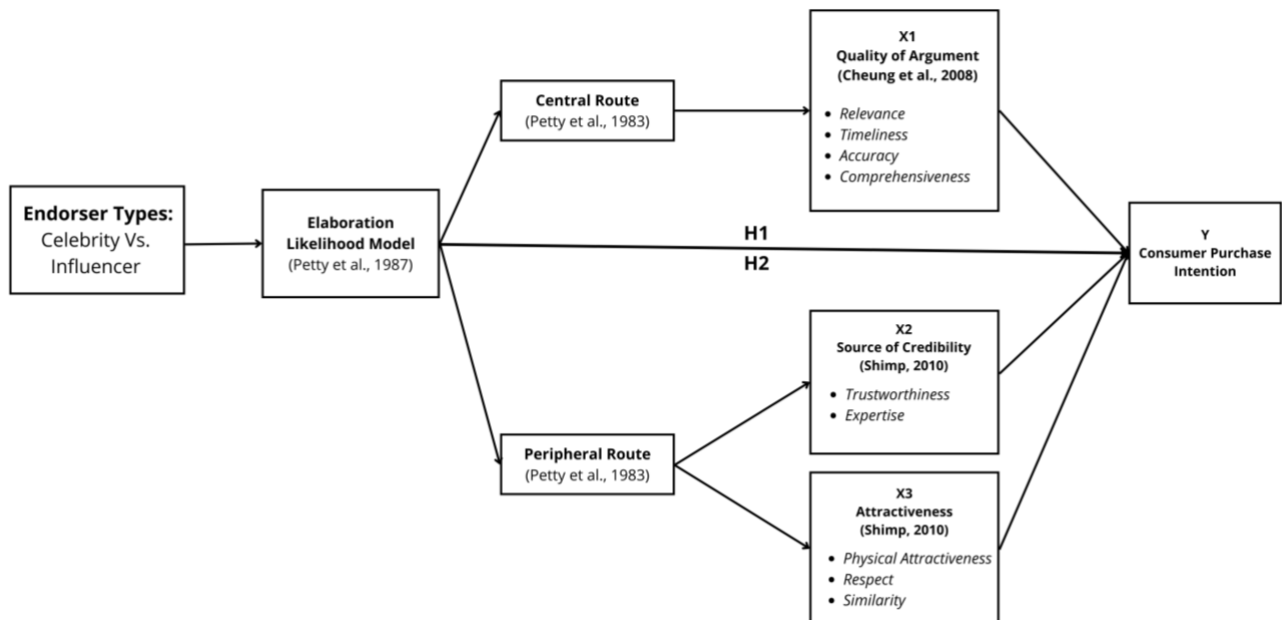 Endorser Types:
Celebrity Vs.
Influencer
Elaboration
Likelihood Model
(Petty et al., 1987)
Central Route
(Petty et al., 1983)
X1
Quality of Argument
(Cheung et al., 2008)
• Relevance
• Timeliness
• Accuracy
• Comprehensiveness
H1
H2
Peripheral Route
(Petty et al., 1983)
X2
Source of Credibility
(Shimp, 2010)
• Trustworthiness
• Expertise
X3
Attractiveness
(Shimp, 2010)
• Physical Attractiveness
• Respect
• Similarity
Y
Consumer Purchase
Intention